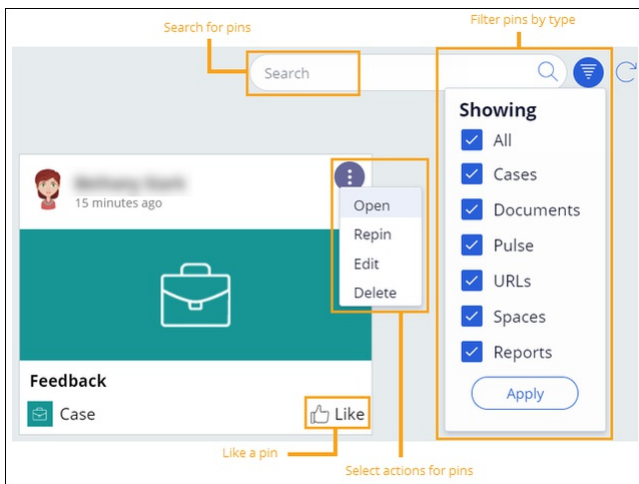 Search for pins
Filter pins by type
Search
Showing
All
Cases
Documents
Pulse
URLs
Spaces
Reports
Apply
15 minutes ago
Open
Repin
Edit
Delete
Feedback
Case
Like
Like a pin
Select actions for pins